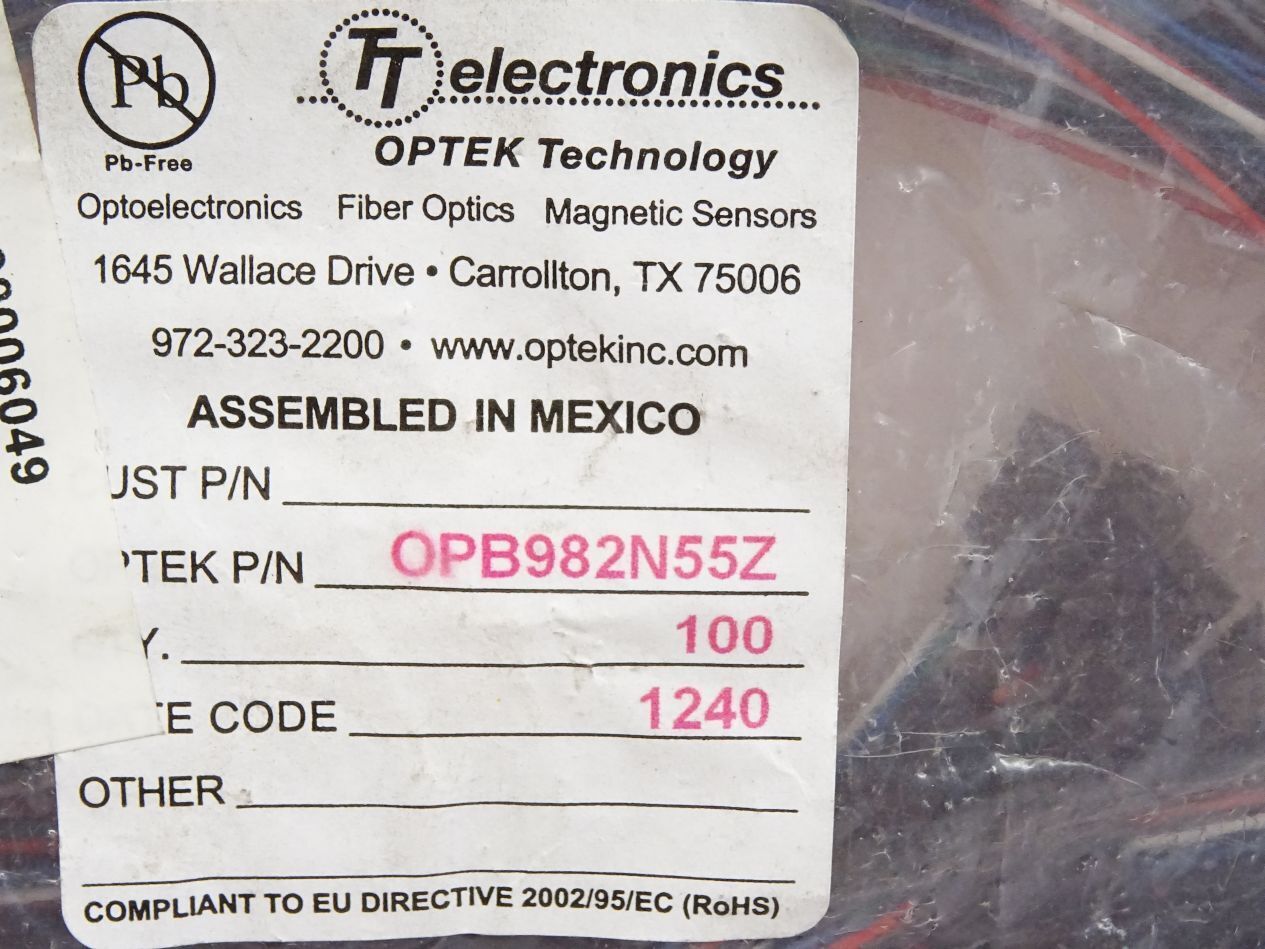 Pb
Pb-Free
TT electronics
OPTEK Technology
Optoelectronics Fiber Optics Magnetic Sensors
1645 Wallace Drive • Carrollton, TX 75006
972-323-2200 • www.optekinc.com
ASSEMBLED IN MEXICO
UST P/N
PTEK P/N OPB982N55Z
Y. 100
TE CODE 1240
OTHER
COMPLIANT TO EU DIRECTIVE 2002/95/EC (RoHS)
006049